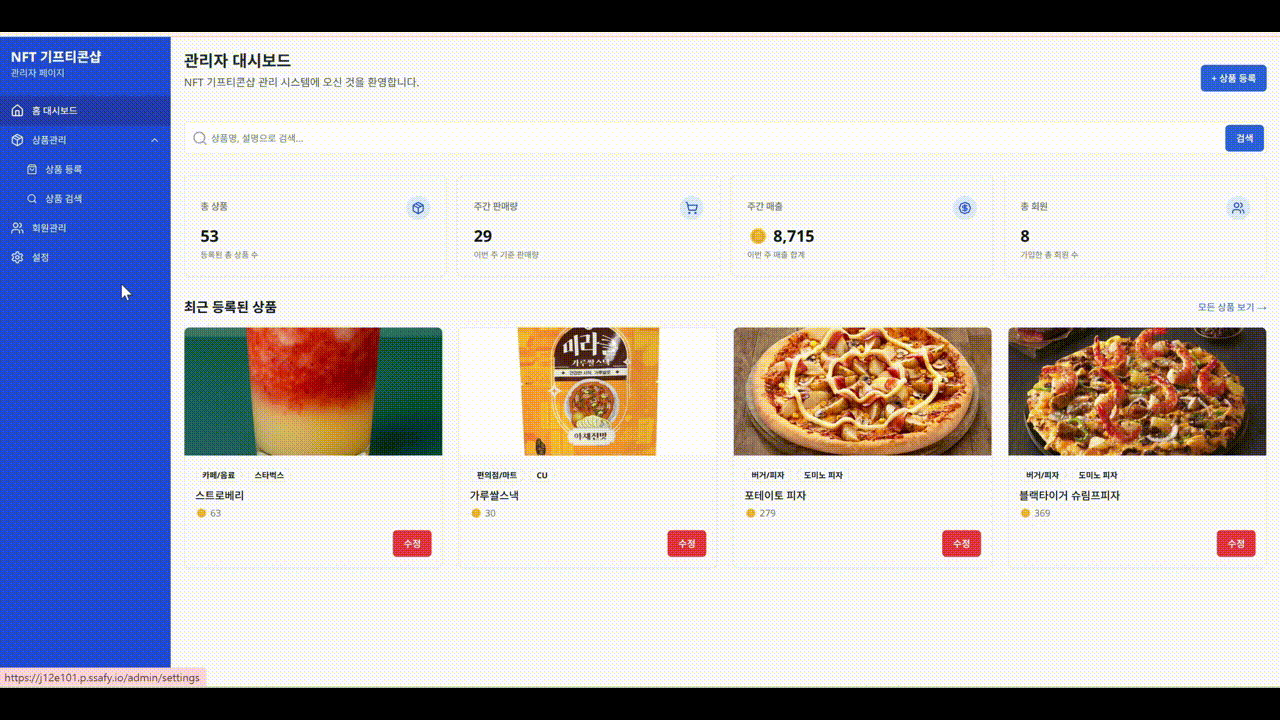 NFT 기프티콘샵
관리자 페이지
홈 대시보드
상품관리
상품 등록
상품 검색
회원관리
설정
관리자 대시보드
NFT 기프티콘샵 관리 시스템에 오신 것을 환영합니다.
+ 상품 등록
상품명, 설명으로 검색...
검색
총 상품
53
등록된 총 상품 수
주간 판매량
29
이번 주 기준 판매량
주간 매출
8,715
이번 주 매출 합계
총 회원
8
가입한 총 회원 수
최근 등록된 상품
모든 상품 보기 →
미라클
가루쌀스낵
야채진맛
카페/음료 스타벅스
스트로베리
63
수정
편의점/마트 CU
가루쌀스낵
30
수정
버거/피자 도미노 피자
포테이토 피자
279
수정
버거/피자 도미노 피자
블랙타이거 슈림프피자
369
수정
https://j12e101.p.ssafy.io/admin/settings